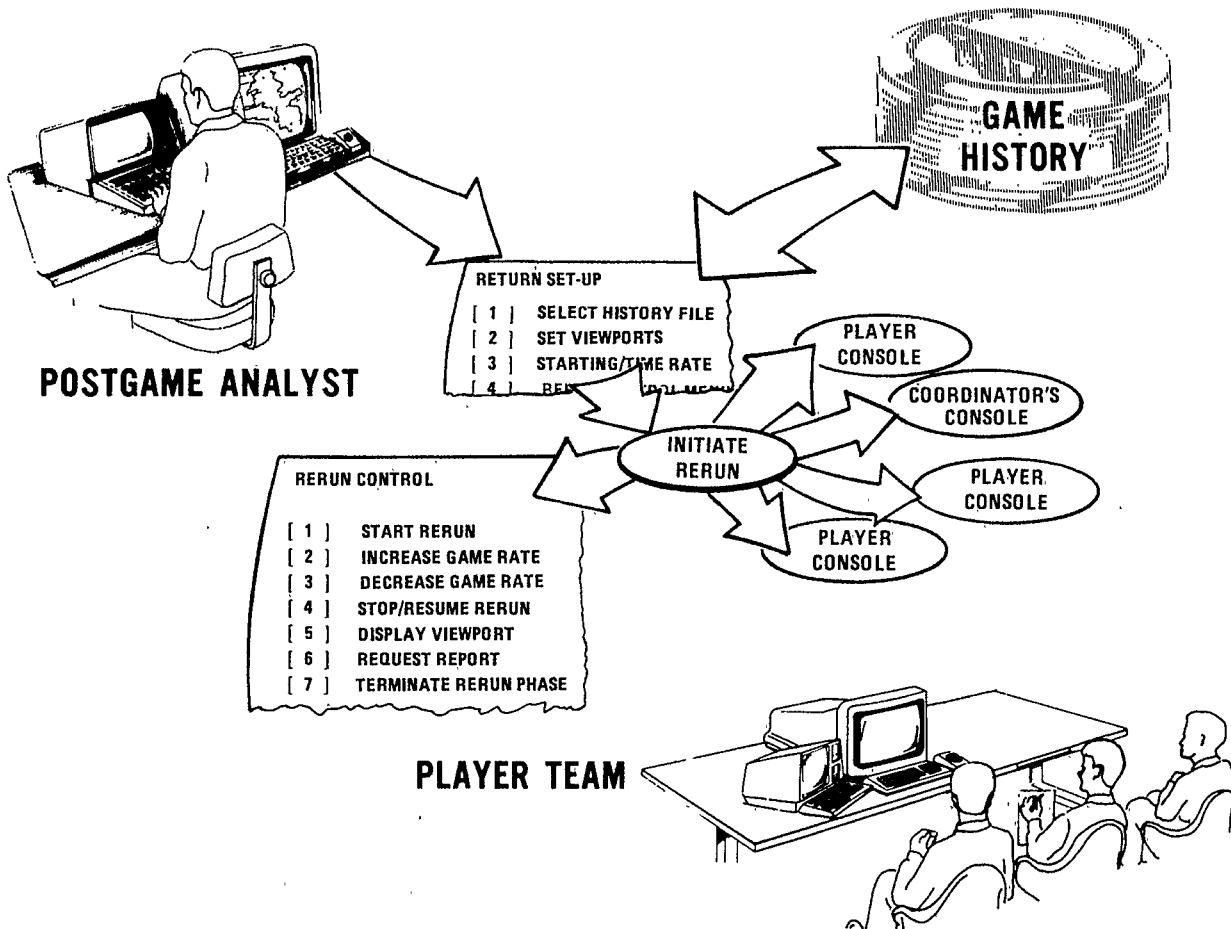 GAME
HISTORY
RETURN SET-UP
[ 1 ] SELECT HISTORY FILE
[ 2 ] SET VIEWPORTS
[ 3 ] STARTING/TIME RATE
[ 4
POSTGAME ANALYST
PLAYER
CONSOLE
COORDINATOR'S
CONSOLE
INITIATE
RERUN
PLAYER
CONSOLE
PLAYER
CONSOLE
RERUN CONTROL
[ 1 ] START RERUN
[ 2 ] INCREASE GAME RATE
[ 3 ] DECREASE GAME RATE
[ 4 ] STOP/RESUME RERUN
[ 5 ] DISPLAY VIEWPORT
[ 6 ] REQUEST REPORT
[ 7 ] TERMINATE RERUN PHASE
PLAYER TEAM